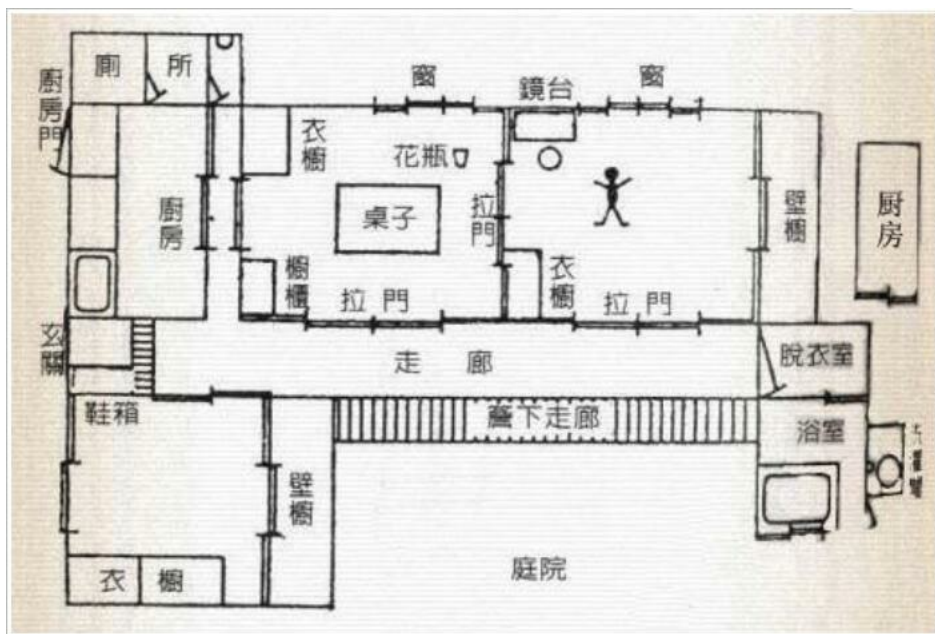 廁所
廚房門
窗
鏡台
窗
衣櫥
花瓶
廚房
桌子
拉門
壁櫥
厨房
櫥櫃
拉門
衣櫥
拉門
玄關
走廊
脫衣室
鞋箱
簷下走廊
浴室
壁櫥
衣櫥
庭院